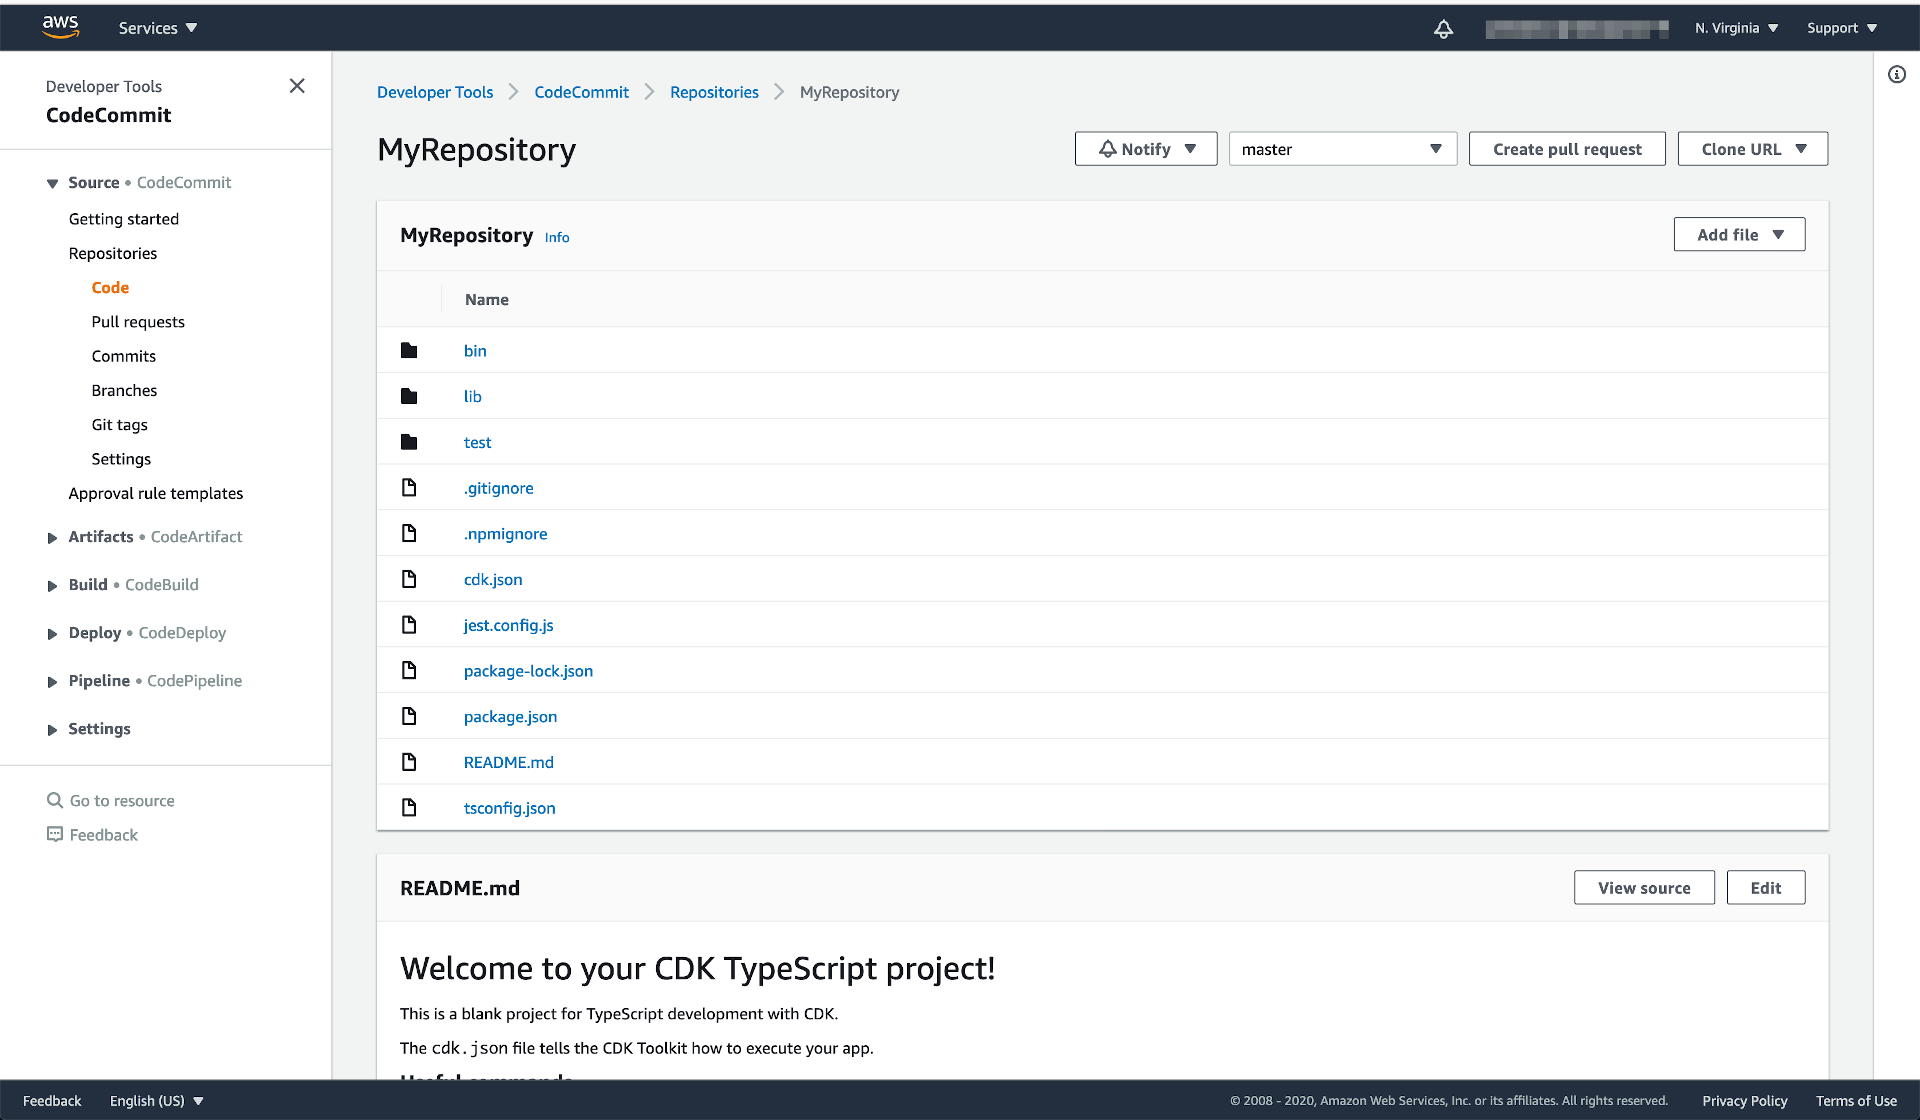 aws Services N. Virginia Support
Developer Tools
CodeCommit
Source • CodeCommit
Getting started
Repositories
Code
Pull requests
Commits
Branches
Git tags
Settings
Approval rule templates
Artifacts • CodeArtifact
Build • CodeBuild
Deploy • CodeDeploy
Pipeline • CodePipeline
Settings
Go to resource
Feedback
Developer Tools CodeCommit Repositories MyRepository
MyRepository Notify master Create pull request Clone URL
MyRepository Info Add file
Name
bin
lib
test
.gitignore
.npmignore
cdk.json
jest.config.js
package-lock.json
package.json
README.md
tsconfig.json
README.md View source Edit
Welcome to your CDK TypeScript project!
This is a blank project for TypeScript development with CDK.
The cdk.json file tells the CDK Toolkit how to execute your app.
Useful commands
Feedback English (US) © 2008 - 2020, Amazon Web Services, Inc. or its affiliates. All rights reserved. Privacy Policy Terms of Use